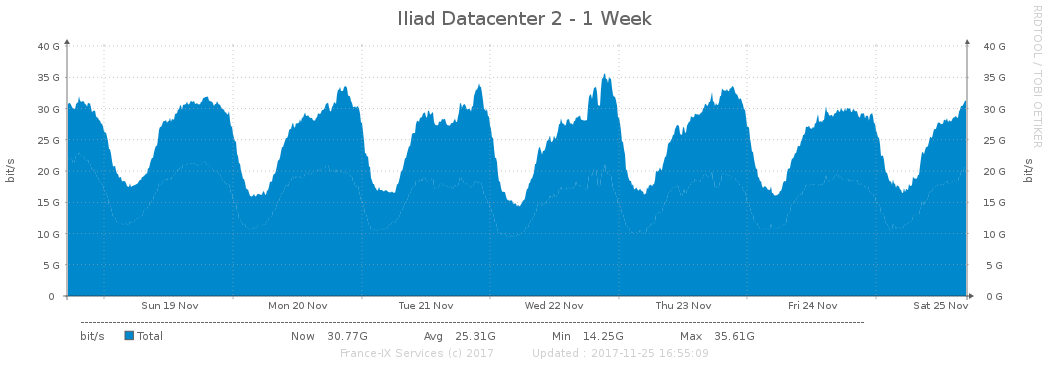 Iliad Datacenter 2 - 1 Week
RRDTOOL / TOBI OETIKER
40 G 40 G
35 G 35 G
30 G 30 G
25 G 25 G
20 G 20 G
15 G 15 G
10 G 10 G
5 G 5 G
0 0 G
bit/s bit/s
Sun 19 Nov Mon 20 Nov Tue 21 Nov Wed 22 Nov Thu 23 Nov Fri 24 Nov Sat 25 Nov
bit/s Total Now 30.77G Avg 25.31G Min 14.25G Max 35.61G
France-IX Services (c) 2017 Updated : 2017-11-25 16:55:09